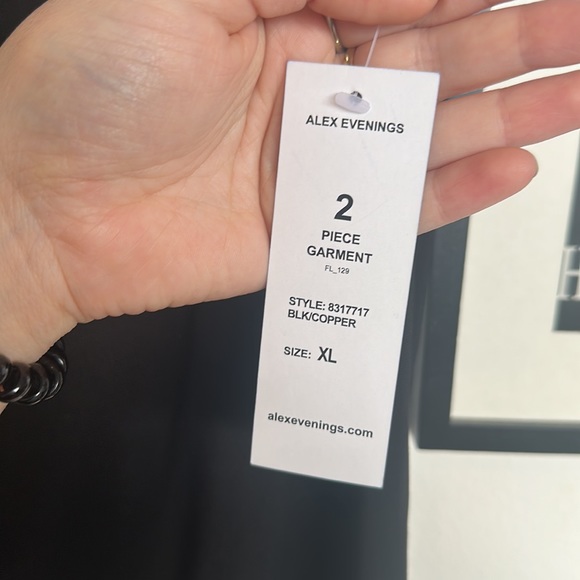 ALEX EVENINGS
2
PIECE
GARMENT
FL_129
STYLE: 8317717
BLK/COPPER
SIZE: XL
alexevenings.com